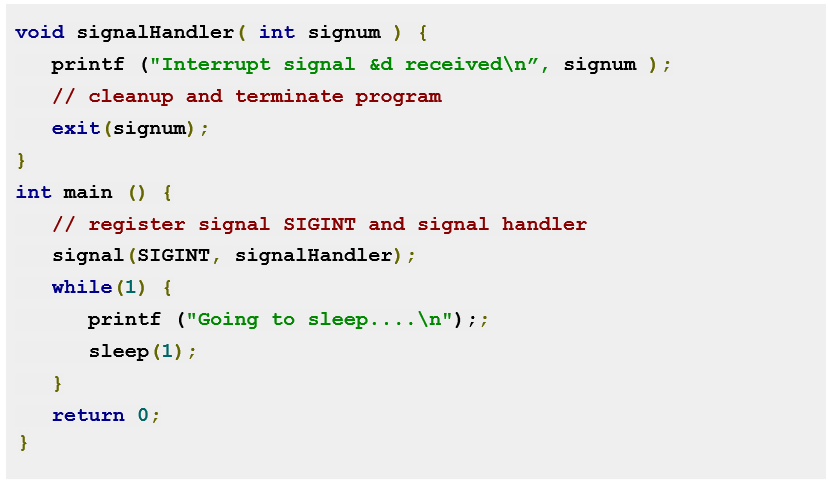 void signalHandler( int signum ) {
   printf ("Interrupt signal &d received\n”, signum );
   // cleanup and terminate program
   exit(signum);
}
int main () {
   // register signal SIGINT and signal handler
   signal(SIGINT, signalHandler);
   while(1) {
      printf ("Going to sleep....\n");;
      sleep(1);
   }
   return 0;
}